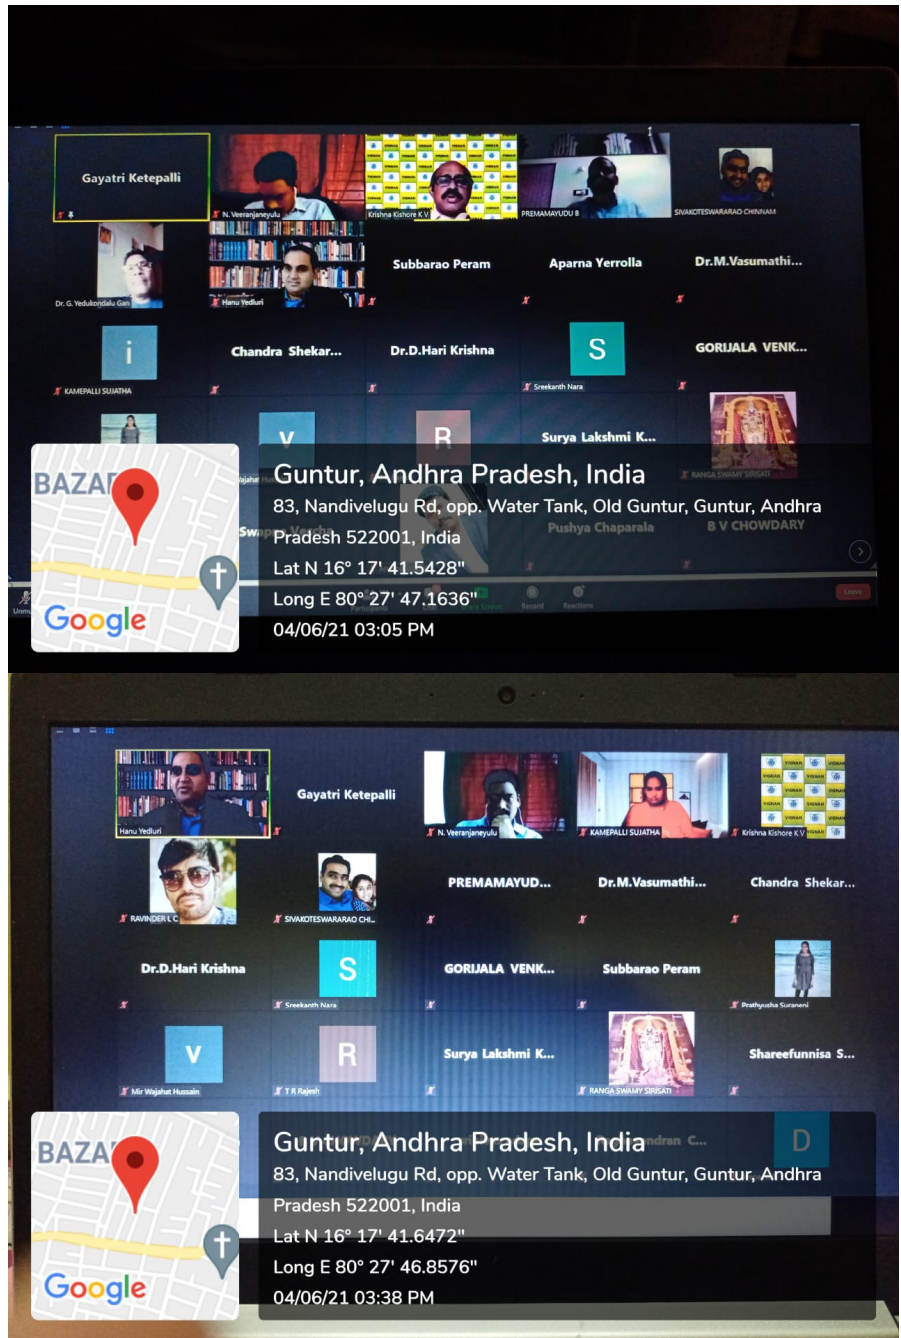 Gayatri Ketepalli
N. Veeranjaneyulu
Krishna Kishore K V
PREMAMAYUDU B
SIVAKOTESWARARAO CHINNAM
Dr. G. Yedukondalu Gan
Hanu Yedluri
Subbarao Peram
Aparna Yerrolla
Dr.M.Vasumathi...
i
KAMEPALLI SUJATHA
Chandra Shekar...
Dr.D.Hari Krishna
S
Sreekanth Nara
GORIJALA VENK...
V
R
Surya Lakshmi K...
RANGA SWAMY SIRISATI
Pushya Chaparala
B V CHOWDARY
Record
Reactions
Leave
Google
Guntur, Andhra Pradesh, India
83, Nandivelugu Rd, opp. Water Tank, Old Guntur, Guntur, Andhra
Pradesh 522001, India
Lat N 16° 17' 41.5428"
Long E 80° 27' 47.1636"
04/06/21 03:05 PM
Hanu Yedluri
Gayatri Ketepalli
N. Veeranjaneyulu
KAMEPALLI SUJATHA
Krishna Kishore K V
VIGNAN
RAVINDER L C
SIVAKOTESWARARAO CHI...
PREMAMAYUD...
Dr.M.Vasumathi...
Chandra Shekar...
Dr.D.Hari Krishna
S
Sreekanth Nara
GORIJALA VENK...
Subbarao Peram
Prathyusha Suraneni
V
Mir Wajahat Hussain
R
T R Rajesh
Surya Lakshmi K...
RANGA SWAMY SIRISATI
Shareefunnisa S...
D
Google
Guntur, Andhra Pradesh, India
83, Nandivelugu Rd, opp. Water Tank, Old Guntur, Guntur, Andhra
Pradesh 522001, India
Lat N 16° 17' 41.6472"
Long E 80° 27' 46.8576"
04/06/21 03:38 PM